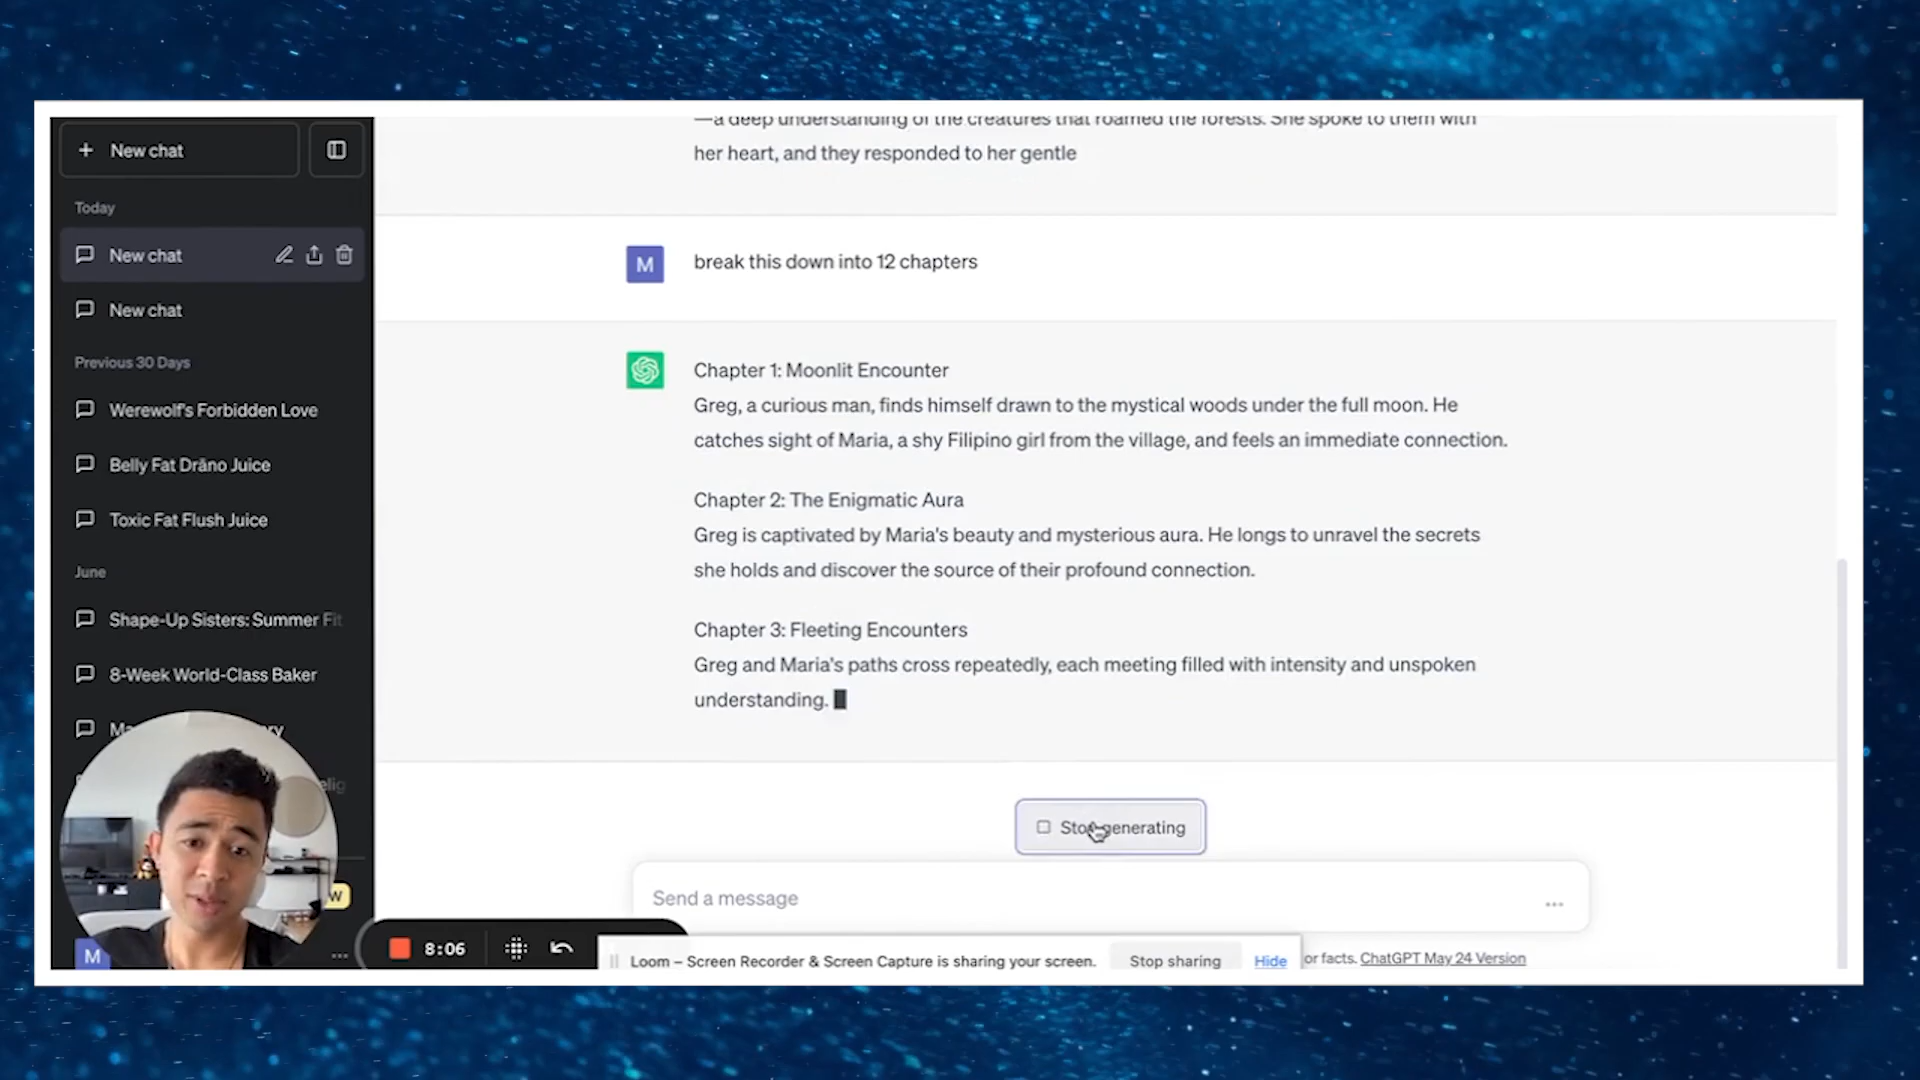 New chat
Today
New chat
New chat
Previous 30 Days
Werewolf's Forbidden Love
Belly Fat Drāno Juice
Toxic Fat Flush Juice
June
Shape-Up Sisters: Summer Fit
8-Week World-Class Baker
M
8:06
—a deep understanding of the creatures that roamed the forests. She spoke to them with
her heart, and they responded to her gentle
M
break this down into 12 chapters
Chapter 1: Moonlit Encounter
Greg, a curious man, finds himself drawn to the mystical woods under the full moon. He
catches sight of Maria, a shy Filipino girl from the village, and feels an immediate connection.
Chapter 2: The Enigmatic Aura
Greg is captivated by Maria's beauty and mysterious aura. He longs to unravel the secrets
she holds and discover the source of their profound connection.
Chapter 3: Fleeting Encounters
Greg and Maria's paths cross repeatedly, each meeting filled with intensity and unspoken
understanding.
Stop generating
Send a message
Loom – Screen Recorder & Screen Capture is sharing your screen. Stop sharing Hide
or facts. ChatGPT May 24 Version